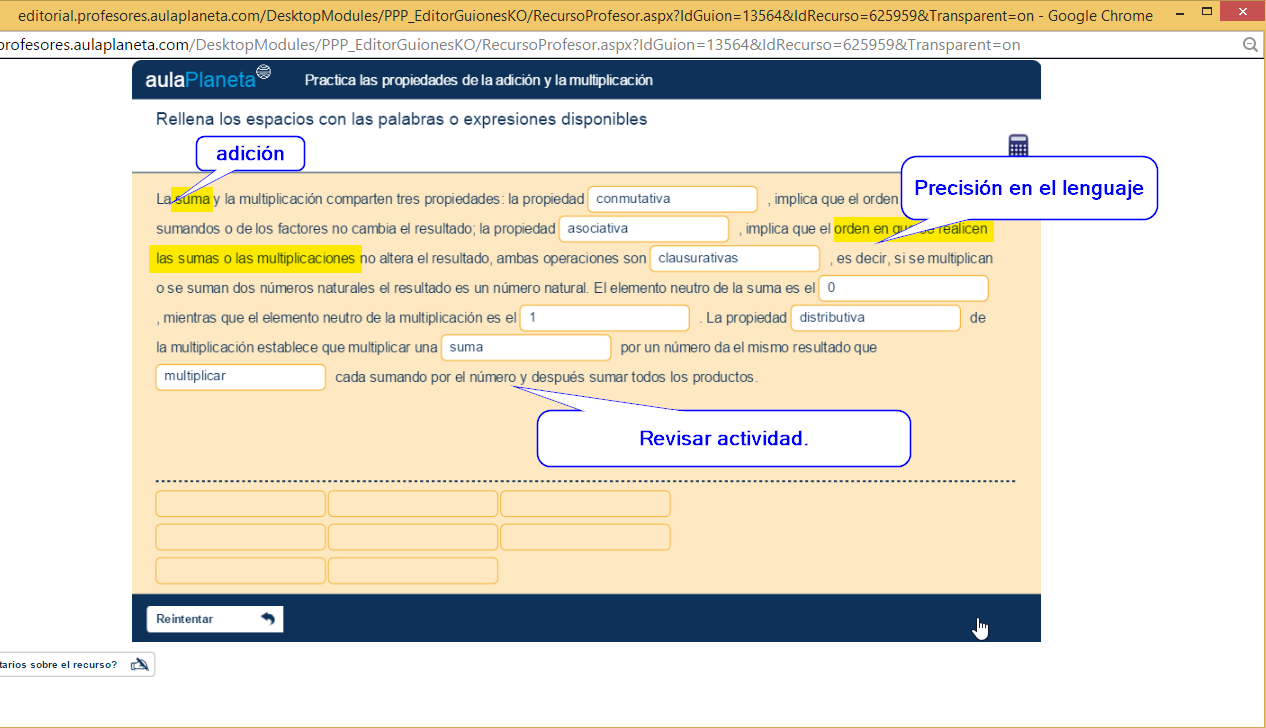 editorial.profesores.aulaplaneta.com/DesktopModules/PPP_EditorGuionesKO/RecursoProfesor.aspx?IdGuion=13564&IdRecurso=625959&Transparent=on - Google Chrome
profesores.aulaplaneta.com/DesktopModules/PPP_EditorGuionesKO/RecursoProfesor.aspx?IdGuion=13564&IdRecurso=625959&Transparent=on
aulaPlaneta Practica las propiedades de la adición y la multiplicación
Rellena los espacios con las palabras o expresiones disponibles
adición
Precisión en el lenguaje
La suma y la multiplicación comparten tres propiedades: la propiedad conmutativa , implica que el orden
sumandos o de los factores no cambia el resultado; la propiedad asociativa , implica que el orden en que se realicen
las sumas o las multiplicaciones no altera el resultado, ambas operaciones son clausurativas , es decir, si se multiplican
o se suman dos números naturales el resultado es un número natural. El elemento neutro de la suma es el 0
, mientras que el elemento neutro de la multiplicación es el 1 . La propiedad distributiva de
la multiplicación establece que multiplicar una suma por un número da el mismo resultado que
multiplicar cada sumando por el número y después sumar todos los productos.
Revisar actividad.
Reintentar
tarios sobre el recurso?